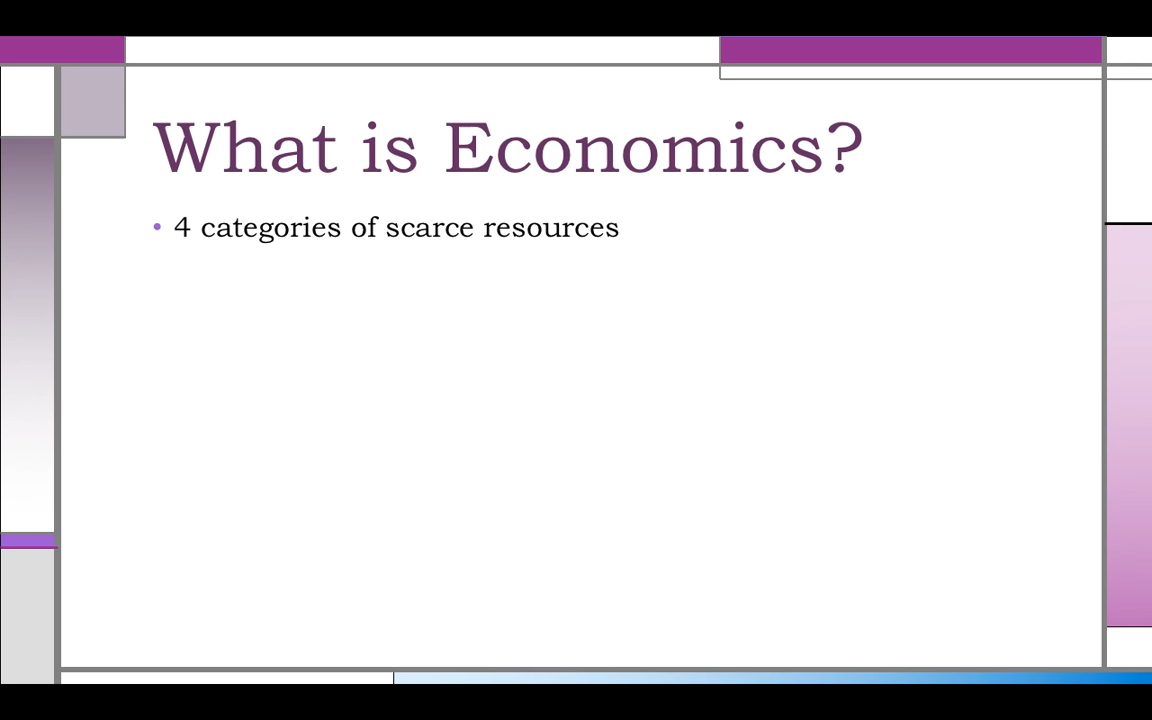 What is Economics?
• 4 categories of scarce resources